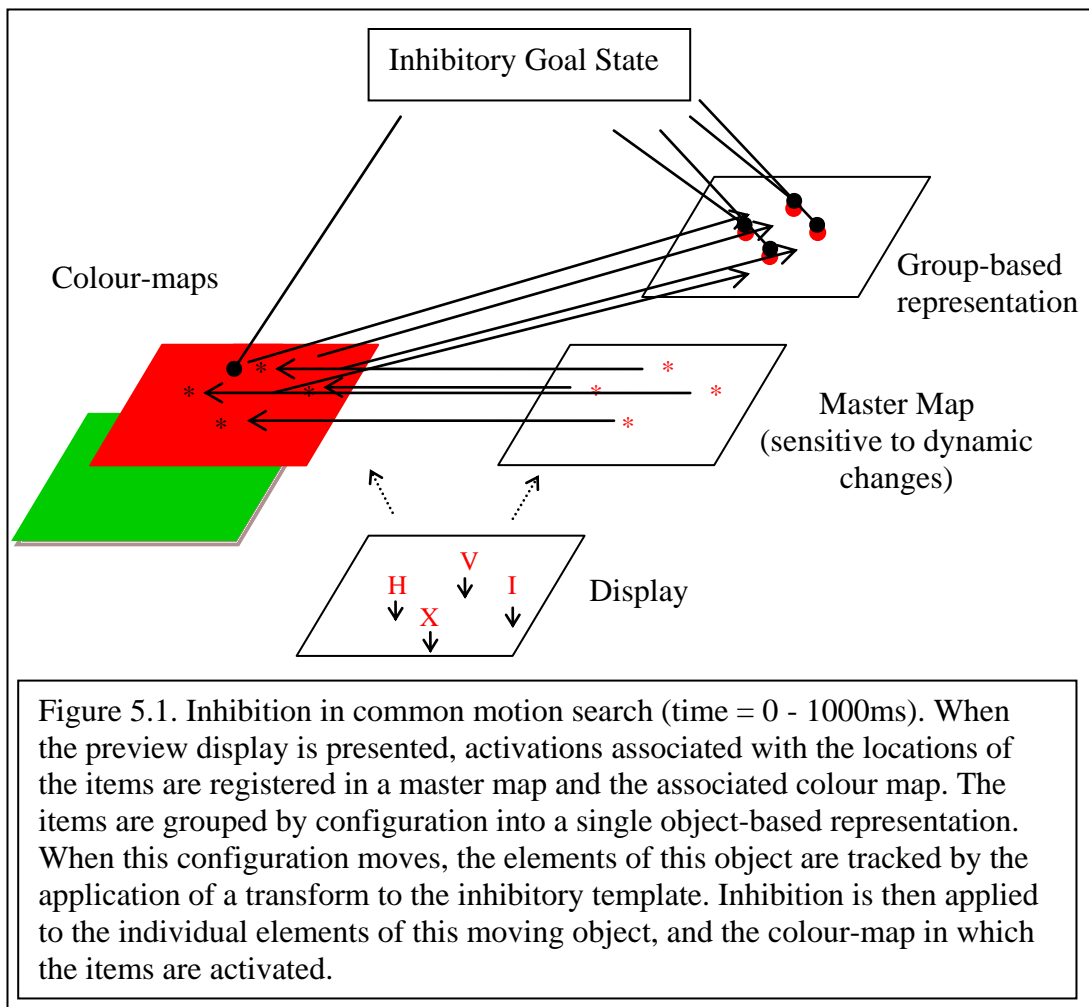 Inhibitory Goal State
Colour-maps
Group-based
representation
* * * *
* * * *
Master Map
(sensitive to dynamic
changes)
V
H I
X
Display
Figure 5.1. Inhibition in common motion search (time = 0 - 1000ms). When
the preview display is presented, activations associated with the locations of
the items are registered in a master map and the associated colour map. The
items are grouped by configuration into a single object-based representation.
When this configuration moves, the elements of this object are tracked by the
application of a transform to the inhibitory template. Inhibition is then applied
to the individual elements of this moving object, and the colour-map in which
the items are activated.